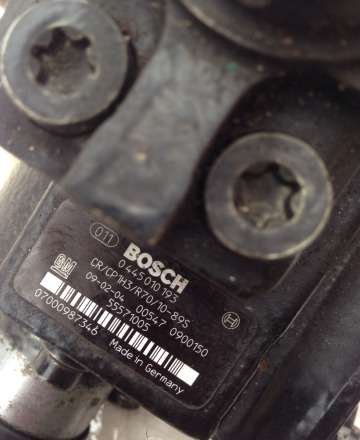 011
BOSCH
0 445 010 193
CR/CP1H3/R70/10-89S
GM
09-02-04 00547 0900150
55571005
07000987346
Made in Germany